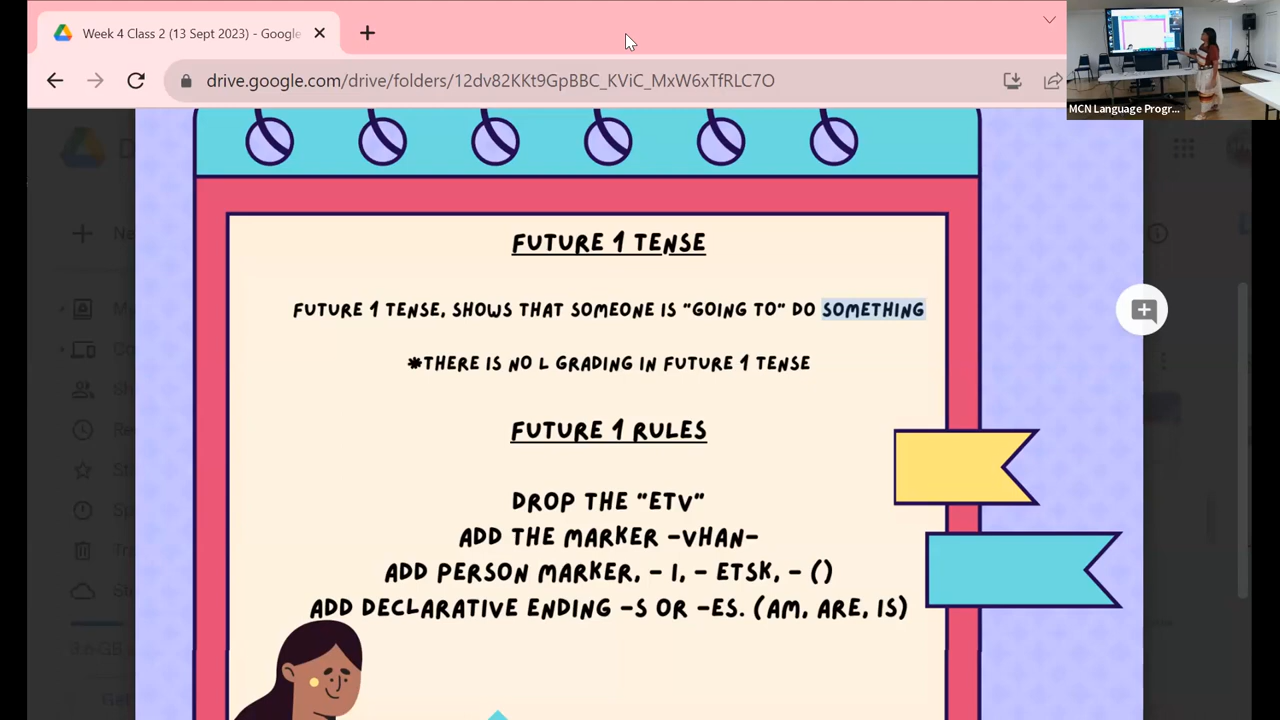 Week 4 Class 2 (13 Sept 2023) - Google
drive.google.com/drive/folders/12dv82KKt9GpBBC_KViC_MxW6xTfRLC7O
MCN Language Progr...
FUTURE 1 TENSE
FUTURE 1 TENSE, SHOWS THAT SOMEONE IS "GOING TO" DO SOMETHING
*THERE IS NO L GRADING IN FUTURE 1 TENSE
FUTURE 1 RULES
DROP THE "ETV"
ADD THE MARKER -VHAN-
ADD PERSON MARKER, - I, - ETSK, - ()
ADD DECLARATIVE ENDING -S OR -ES. (AM, ARE, IS)